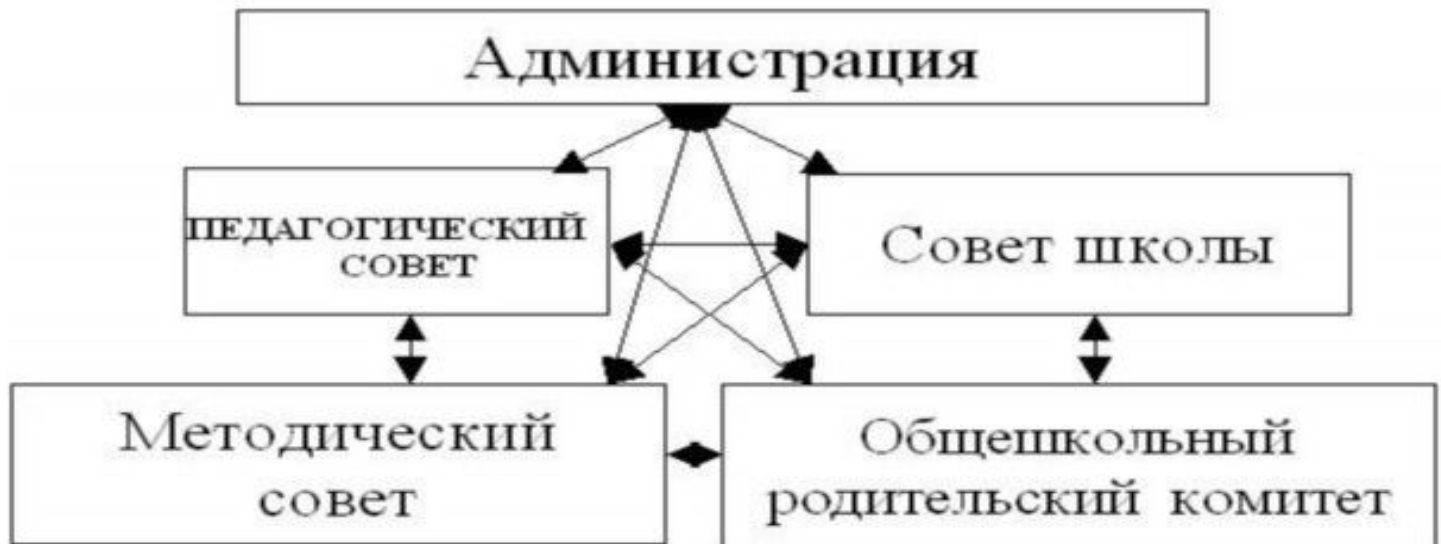 Администрация
ПЕДАГОГИЧЕСКИЙ
СОВЕТ
Совет школы
Методический
совет
Общешкольный
родительский комитет